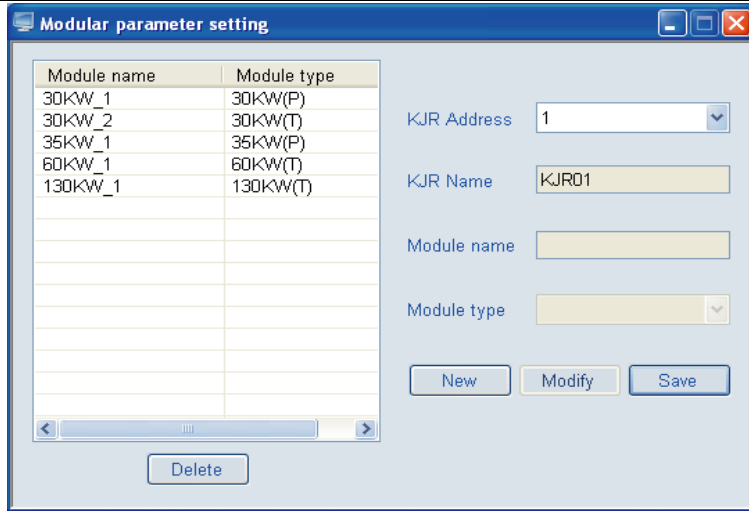 Modular parameter setting
Module name Module type
30KW_1 30KW(P)
30KW_2 30KW(T)
35KW_1 35KW(P)
60KW_1 60KW(T)
130KW_1 130KW(T)
KJR Address 1
KJR Name KJR01
Module name
Module type
New Modify Save
Delete